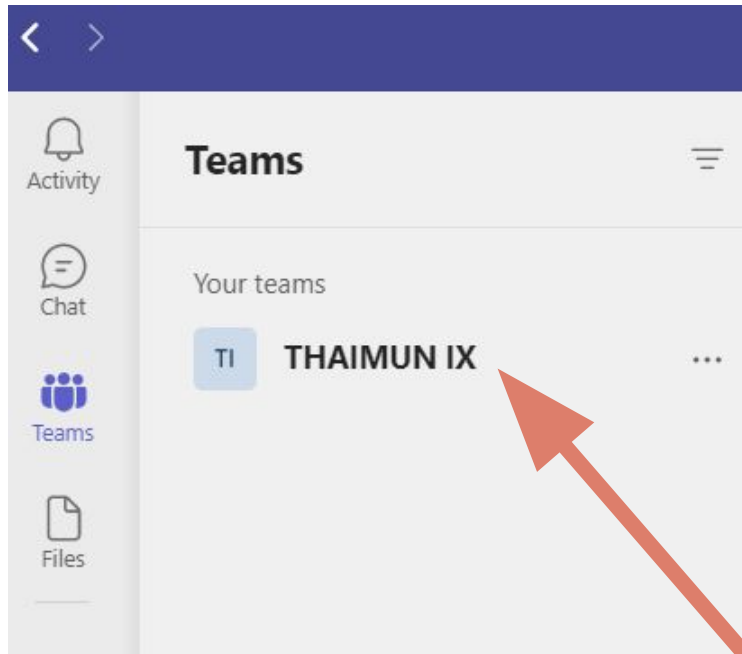 Activity
Chat
Teams
Files
Teams
Your teams
TI
THAIMUN IX